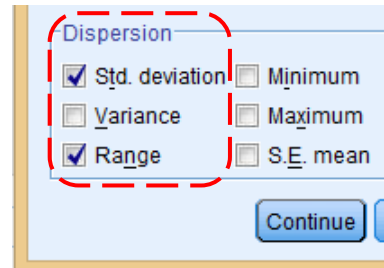 Dispersion
Std. deviation Minimum
Variance Maximum
Range S.E. mean
Continue